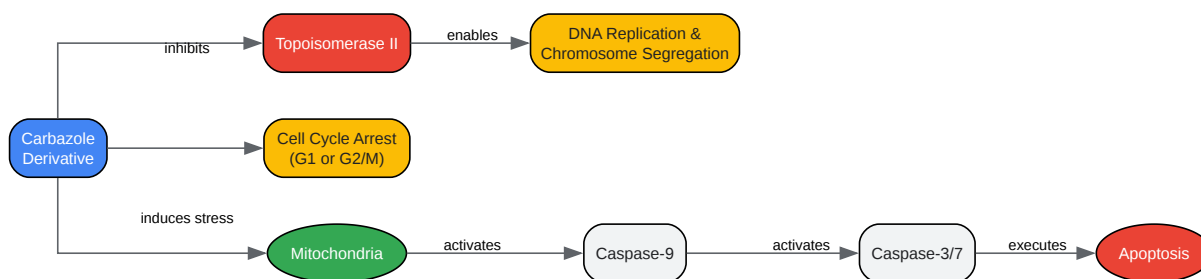 inhibits
Topoisomerase II
enables
DNA Replication &
Chromosome Segregation
Carbazole
Derivative
Cell Cycle Arrest
(G1 or G2/M)
induces stress
Mitochondria
activates
Caspase-9
activates
Caspase-3/7
executes
Apoptosis